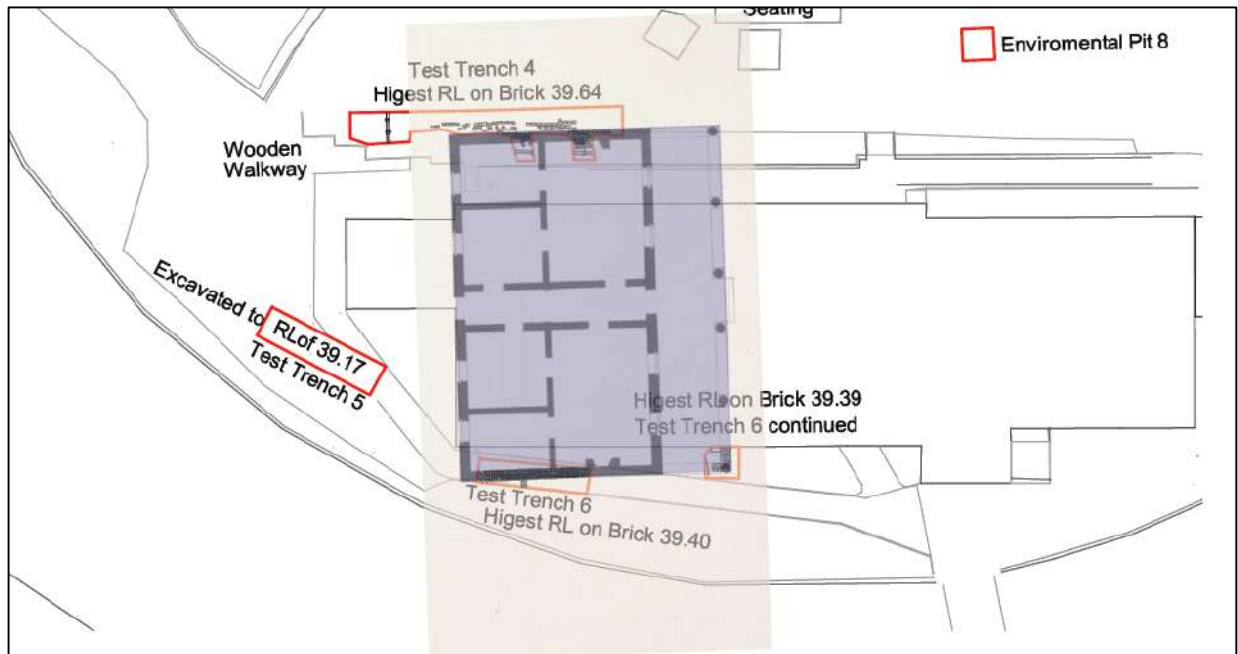 Seating
Enviromental Pit 8
Test Trench 4
Higest RL on Brick 39.64
Wooden
Walkway
Excavated to RLof 39.17
Test Trench 5
Higest RL on Brick 39.39
Test Trench 6 continued
Test Trench 6
Higest RL on Brick 39.40